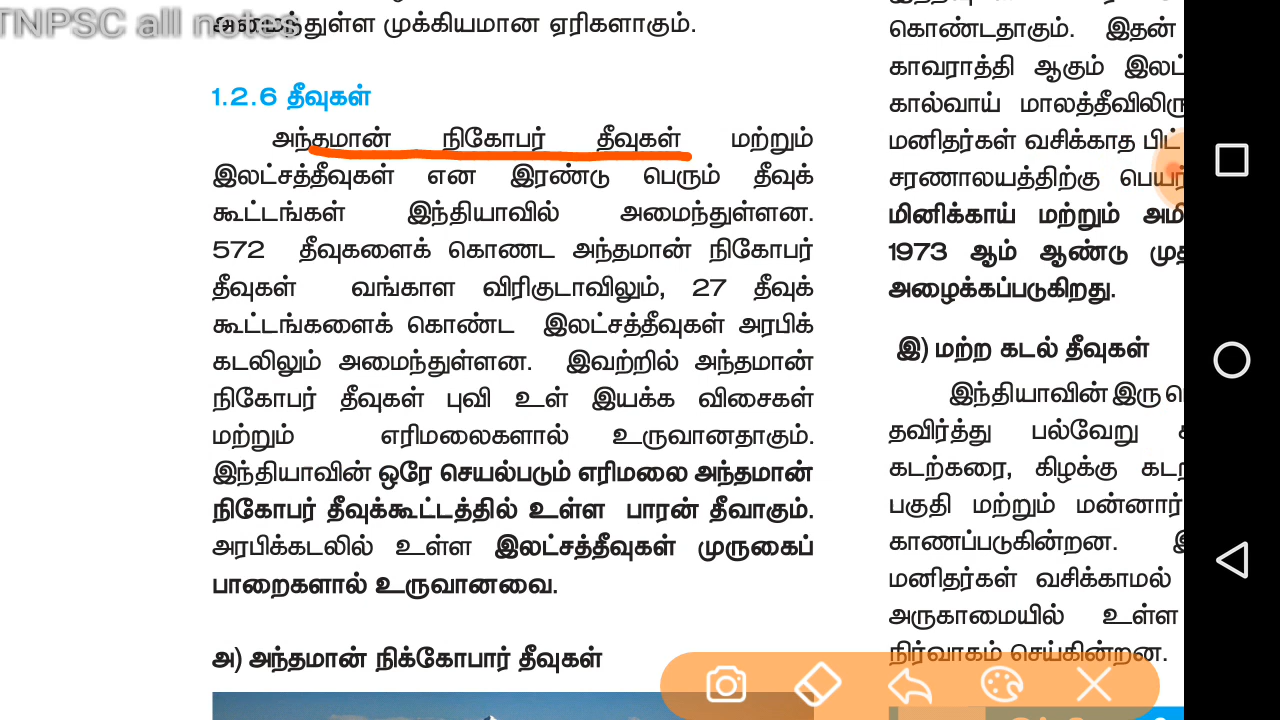 TNPSC all notes
அமைந்துள்ள முக்கியமான ஏரிகளாகும்.
1.2.6 தீவுகள்
அந்தமான் நிகோபர் தீவுகள் மற்றும்
இலட்சத்தீவுகள் என இரண்டு பெரும் தீவுக்
கூட்டங்கள் இந்தியாவில் அமைந்துள்ளன.
572 தீவுகளைக் கொணட அந்தமான் நிகோபர்
தீவுகள் வங்காள விரிகுடாவிலும், 27 தீவுக்
கூட்டங்களைக் கொண்ட இலட்சத்தீவுகள் அரபிக்
கடலிலும் அமைந்துள்ளன. இவற்றில் அந்தமான்
நிகோபர் தீவுகள் புவி உள் இயக்க விசைகள்
மற்றும் எரிமலைகளால் உருவானதாகும்.
இந்தியாவின் ஒரே செயல்படும் எரிமலை அந்தமான்
நிகோபர் தீவுக்கூட்டத்தில் உள்ள பாரன் தீவாகும்.
அரபிக்கடலில் உள்ள இலட்சத்தீவுகள் முருகைப்
பாறைகளால் உருவானவை.
அ) அந்தமான் நிக்கோபார் தீவுகள்
கொண்டதாகும். இதன்
காவராத்தி ஆகும் இலட்
கால்வாய் மாலத்தீவிலிரு
மனிதர்கள் வசிக்காத பிட்
சரணாலயத்திற்கு பெயர்
மினிக்காய் மற்றும் அமி
1973 ஆம் ஆண்டு முத
அழைக்கப்படுகிறது.
இ) மற்ற கடல் தீவுகள்
இந்தியாவின் இரு
தவிர்த்து பல்வேறு
கடற்கரை, கிழக்கு கடற்
பகுதி மற்றும் மன்னார்
காணப்படுகின்றன.
மனிதர்கள் வசிக்காமல்
அருகாமையில் உள்ள
நிர்வாகம் செய்கின்றன.